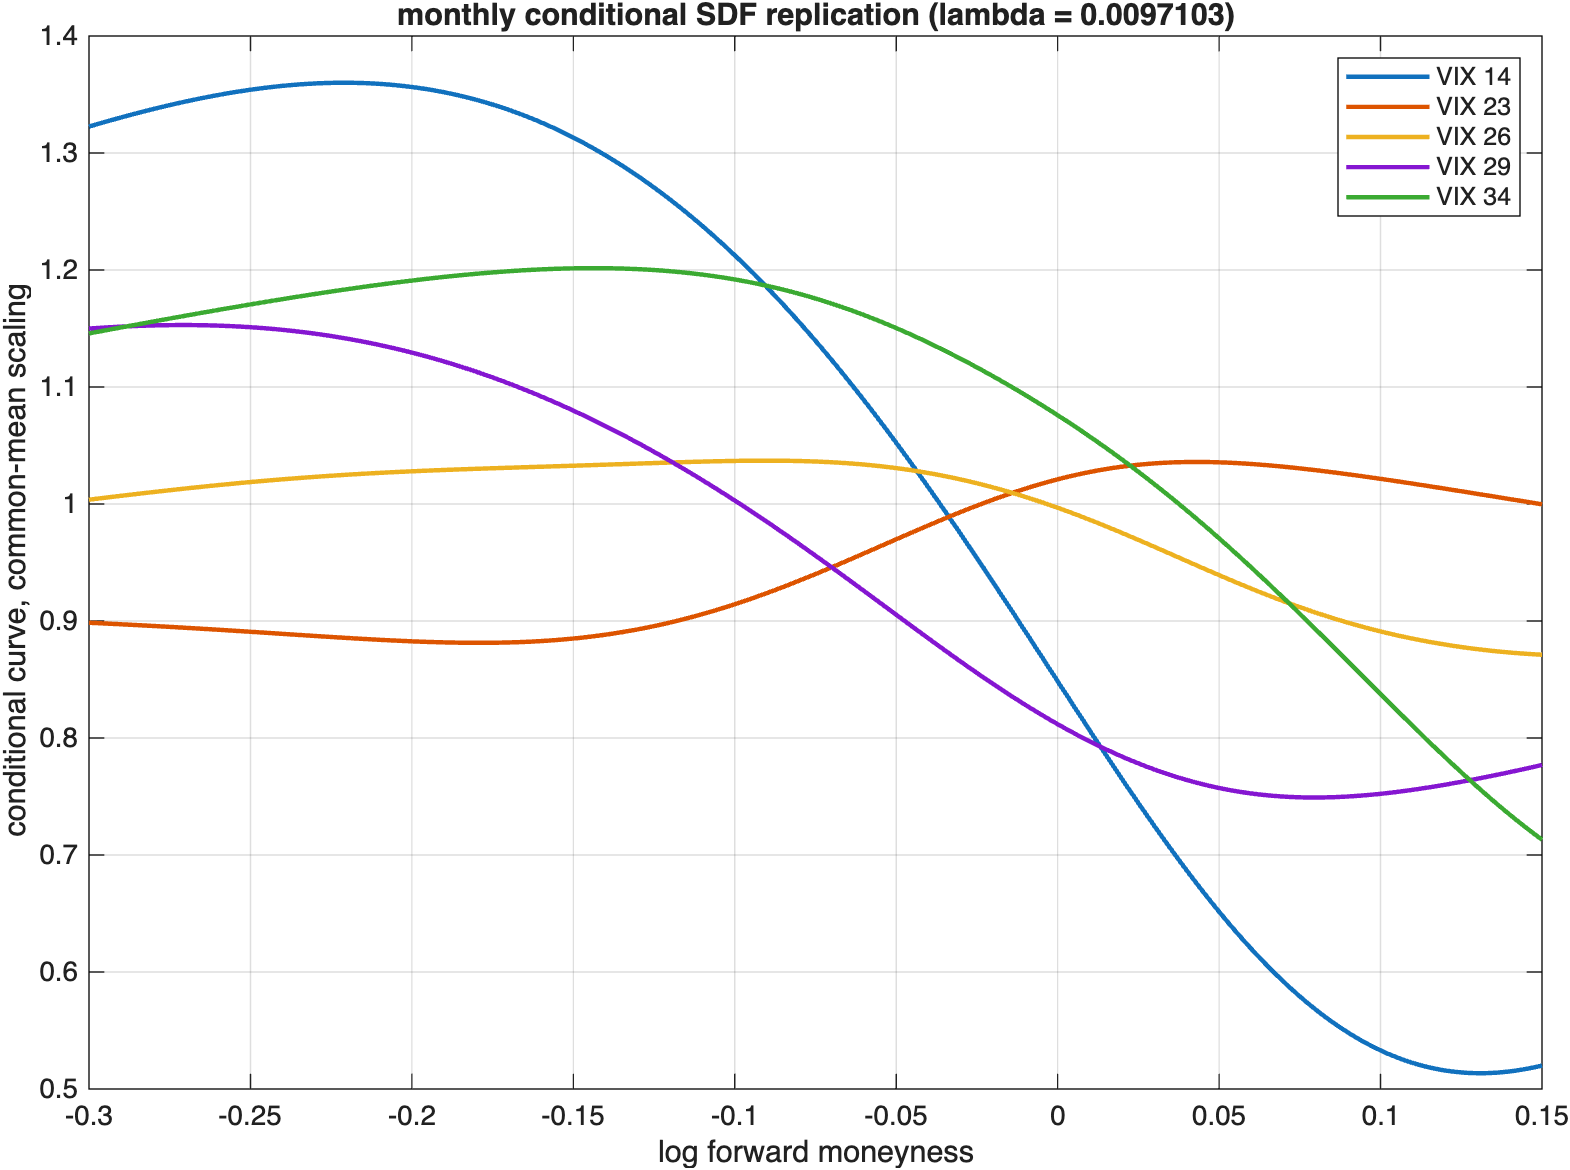 monthly conditional SDF replication (lambda = 0.0097103)
conditional curve, common-mean scaling
1.4
1.3
1.2
1.1
1
0.9
0.8
0.7
0.6
0.5
VIX 14
VIX 23
VIX 26
VIX 29
VIX 34
-0.3 -0.25 -0.2 -0.15 -0.1 -0.05 0 0.05 0.1 0.15
log forward moneyness